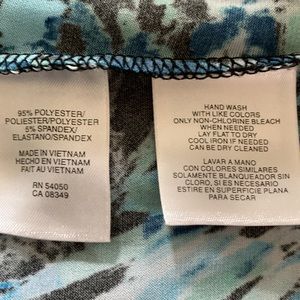 95% POLYESTER/
POLIESTER/POLYESTER
5% SPANDEX/
ELASTANO/SPANDEX
MADE IN VIETNAM
HECHO EN VIETNAM
FAIT AU VIETNAM
RN 54050
CA 08349
HAND WASH
WITH LIKE COLORS
ONLY NON-CHLORINE BLEACH
WHEN NEEDED
LAY FLAT TO DRY
COOL IRON IF NEEDED
CAN BE DRY CLEANED
LAVAR A MANO
CON COLORES SIMILARES
SOLAMENTE BLANQUEADOR SIN
CLORO, SI ES NECESARIO
ESTIRE EN SUPERFICIE PLANA
PARA SECAR